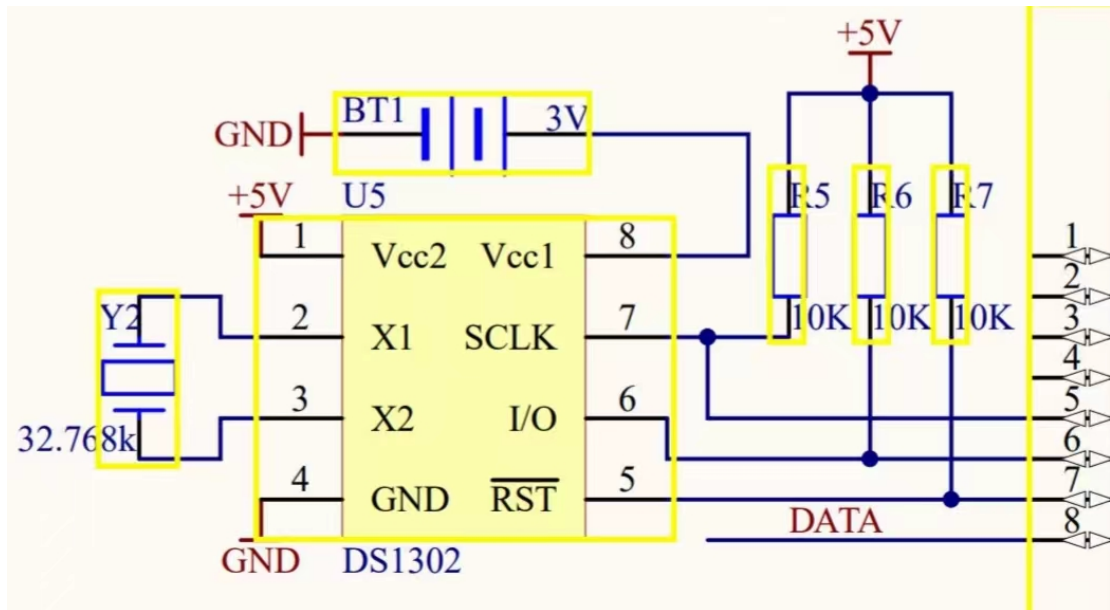 +5V
BT1 3V
GND
+5V U5 R5 R6 R7
1 Vcc2 Vcc1 8 1
2
Y2 2 X1 SCLK 7 10K 10K 10K 3
4
3 X2 I/O 6 5
32.768k 6
4 GND RST 5 7
DATA 8
GND DS1302